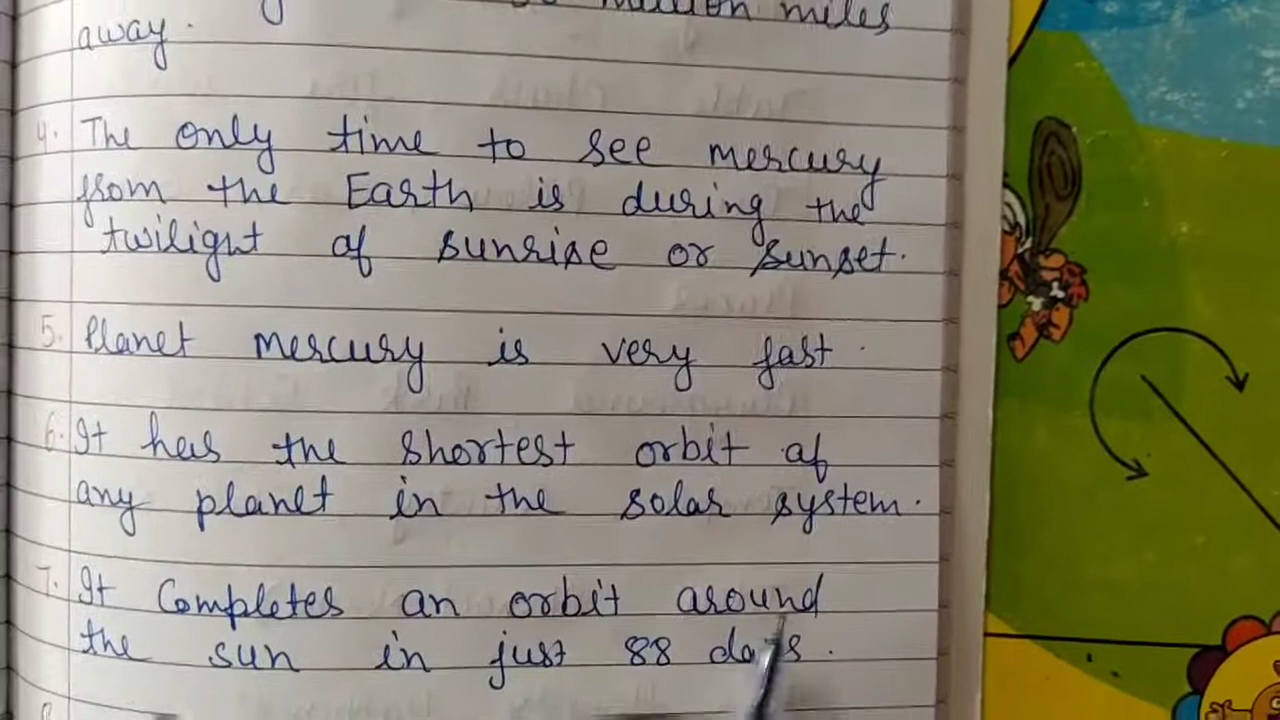 million miles
away.
4. The only time to see mercury
from the Earth is during the
twilight of sunrise or sunset.
5. Planet mercury is very fast.
6. It has the shortest orbit of
any planet in the solar system.
7. It completes an orbit around
the sun in just 88 days.